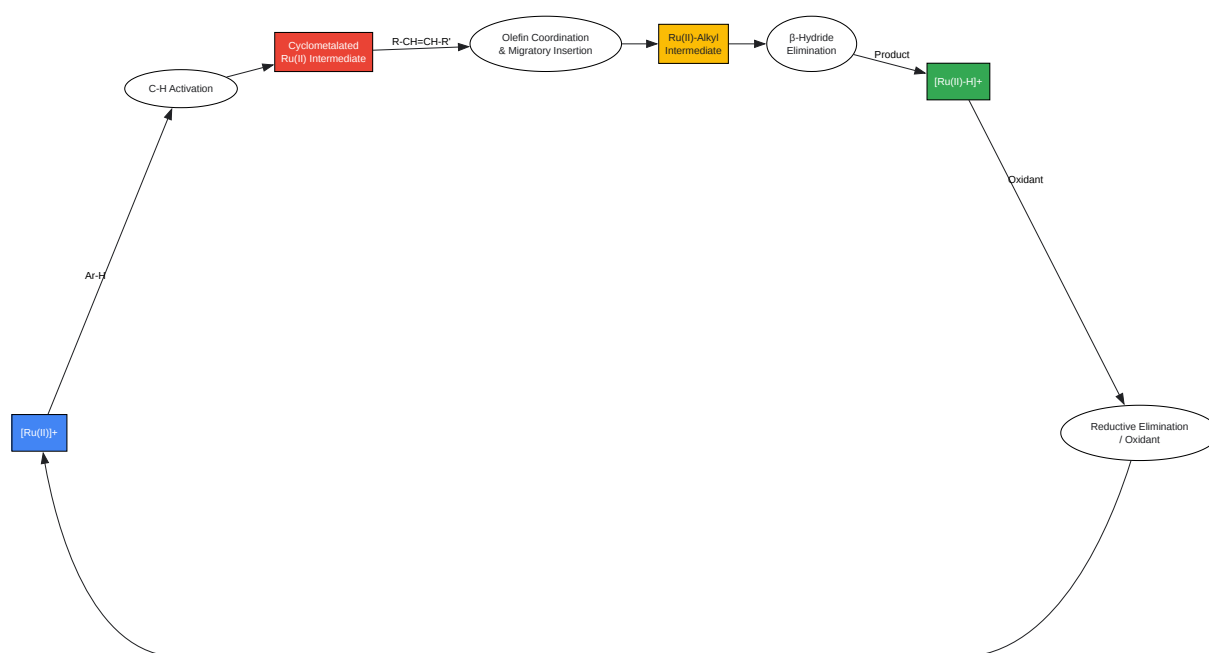 [Ru(II)]+
Ar-H
C-H Activation
Cyclometalated
Ru(II) Intermediate
R-CH=CH-R'
Olefin Coordination
& Migratory Insertion
Ru(II)-Alkyl
Intermediate
β-Hydride
Elimination
Product
[Ru(II)-H]+
Oxidant
Reductive Elimination
/ Oxidant